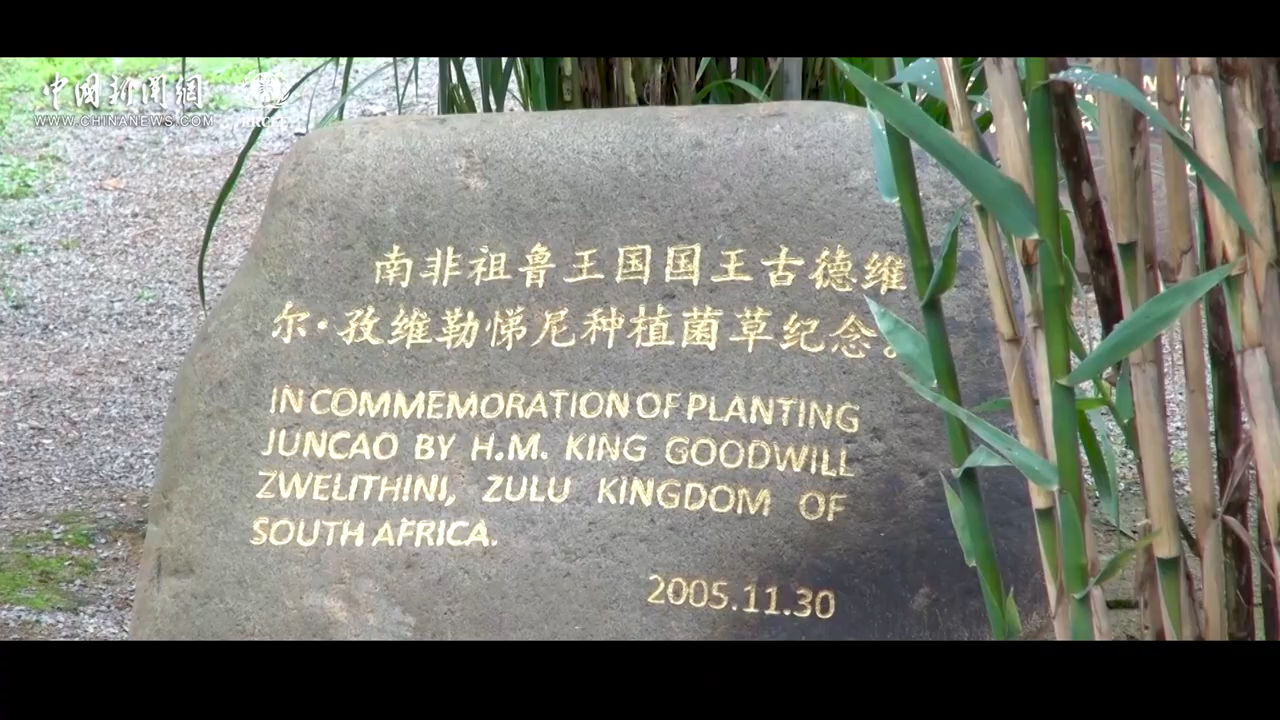 中国新闻網
WWW.CHINANEWS.COM
南非祖鲁王国国王古德维
尔·孜维勒悌尼种植菌草纪念。
IN COMMEMORATION OF PLANTING
JUNCAO BY H.M. KING GOODWILL
ZWELITHINI, ZULU KINGDOM OF
SOUTH AFRICA.
2005.11.30